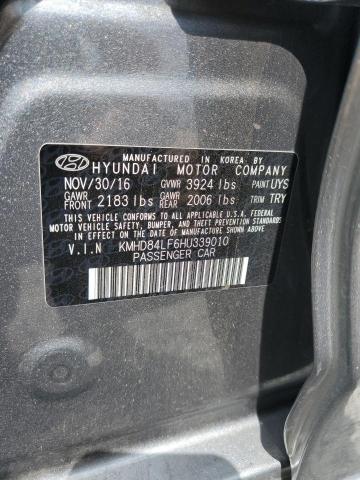 MANUFACTURED IN KOREA BY
HYUNDAI MOTOR COMPANY
NOV/30/16 GVWR 3924 lbs PAINT UYS
GAWR FRONT 2183 lbs GAWR REAR 2006 lbs TRIM TRY
THIS VEHICLE CONFORMS TO ALL APPLICABLE U.S.A. FEDERAL
MOTOR VEHICLE SAFETY, BUMPER, AND THEFT PREVENTION
STANDARDS IN EFFECT ON THE DATE OF MANUFACTURE SHOWN ABOVE.
V.I.N KMHD84LF6HU339010
PASSENGER CAR